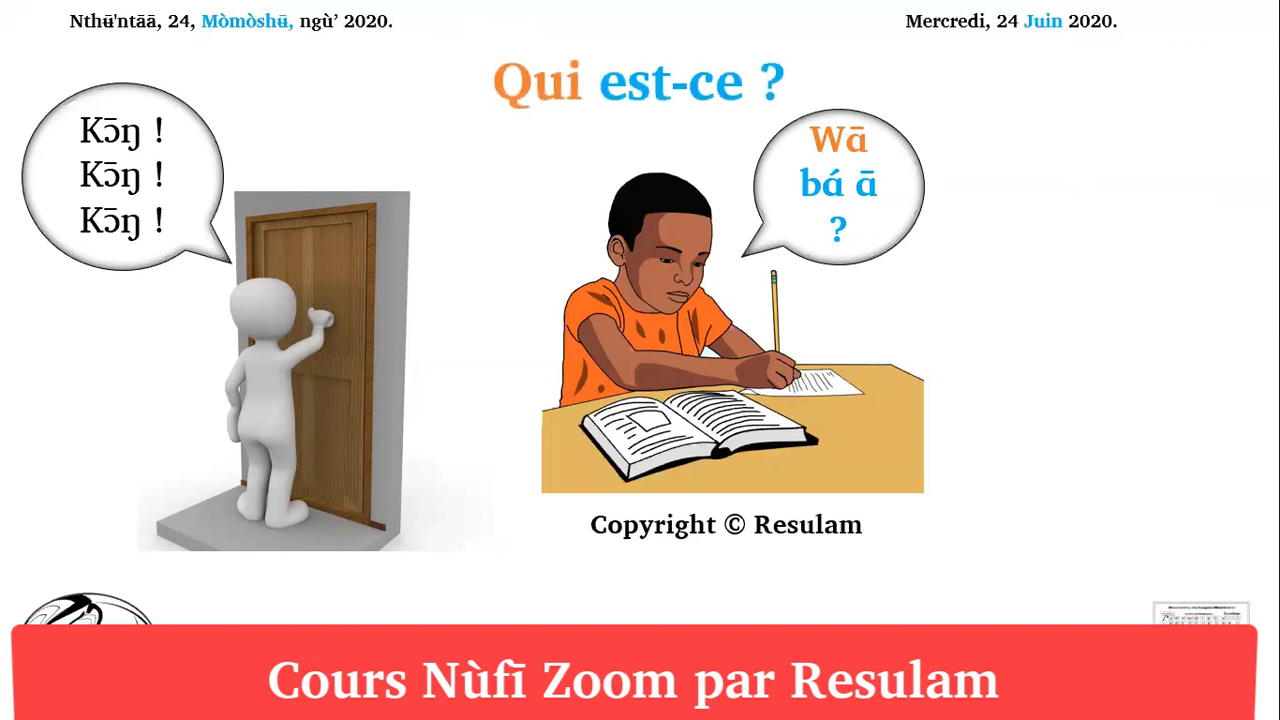 Nthʉ̄'ntāā, 24, Mòmòshʉ̄, ngù’ 2020.
Mercredi, 24 Juin 2020.
Qui est-ce ?
Kɔ̄ŋ !
Kɔ̄ŋ !
Kɔ̄ŋ !
Wā
bá ā
?
Copyright © Resulam
Cours Nùfī Zoom par Resulam